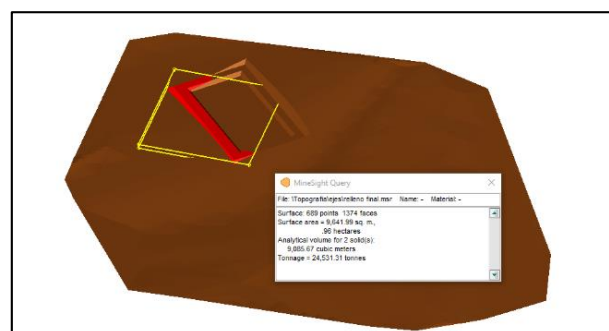 MineSight Query
File: \Topografia\ejes\relleno final.msr Name: - Material: -
Surface: 689 points 1374 faces
Surface area = 9,641.99 sq. m.,
.96 hectares
Analytical volume for 2 solid(s):
9,085.67 cubic meters
Tonnage = 24,531.31 tonnes